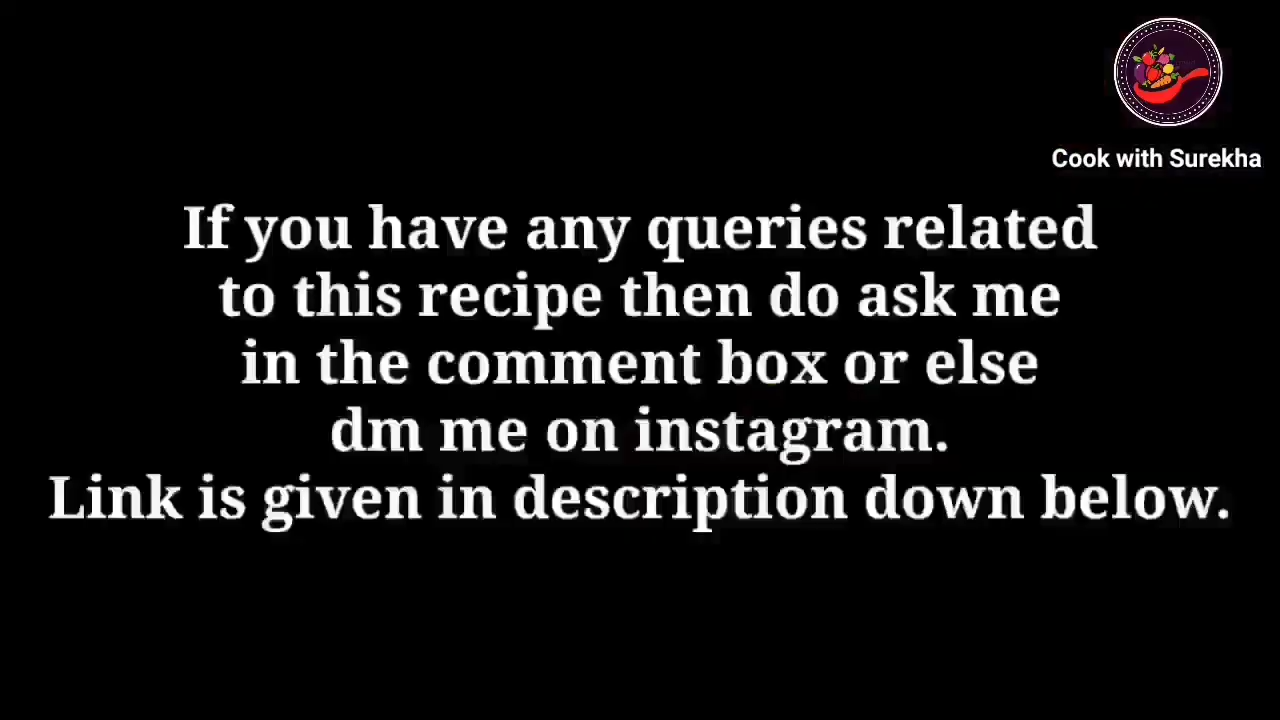 Cook with Surekha
If you have any queries related
to this recipe then do ask me
in the comment box or else
dm me on instagram.
Link is given in description down below.